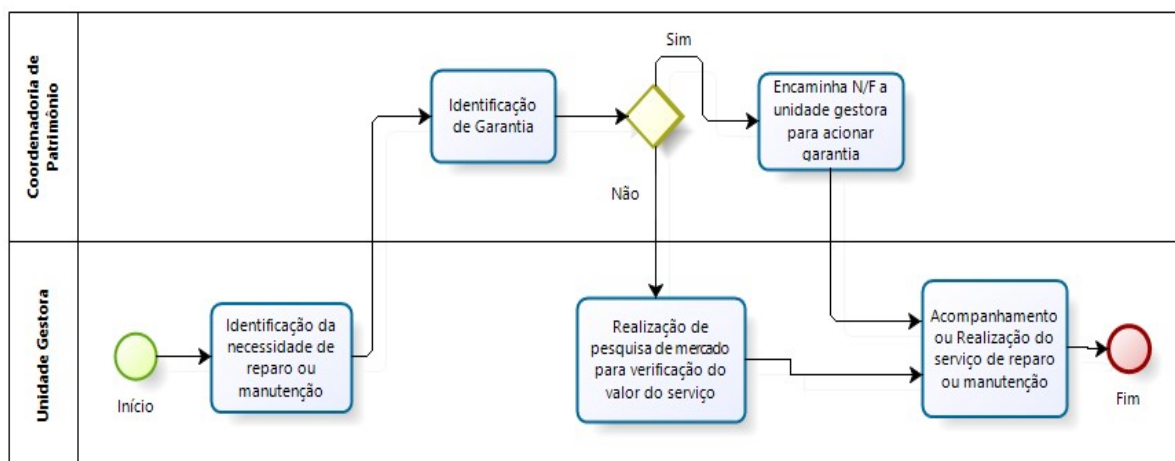 Coordenadoria de
Patrimônio
Identificação
de Garantia
Sim
Não
Encaminha N/F a
unidade gestora
para acionar
garantia
Unidade Gestora
Início
Identificação da
necessidade de
reparo ou
manutenção
Realização de
pesquisa de mercado
para verificação do
valor do serviço
Acompanhamento
ou Realização do
serviço de reparo
ou manutenção
Fim